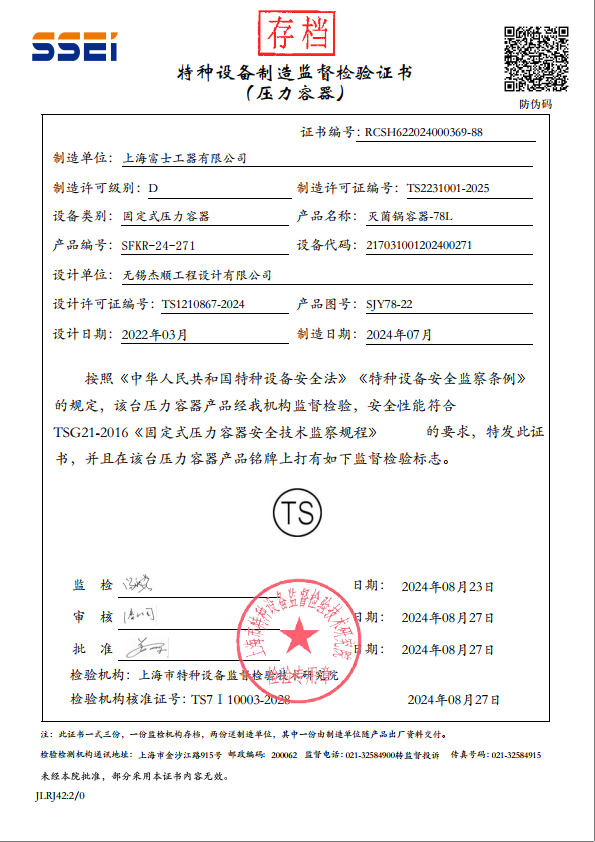 SSEi
存档
特种设备制造监督检验证书
（压力容器）
防伪码
证书编号: RCSH622024000369-88
制造单位: 上海富士工器有限公司
制造许可级别: D 制造许可证编号: TS2231001-2025
设备类别: 固定式压力容器 产品名称: 灭菌锅容器-78L
产品编号: SFKR-24-271 设备代码: 217031001202400271
设计单位: 无锡杰顺工程设计有限公司
设计许可证编号: TS1210867-2024 产品图号: SJY78-22
设计日期: 2022年03月 制造日期: 2024年07月
按照《中华人民共和国特种设备安全法》《特种设备安全监察条例》
的规定，该台压力容器产品经我机构监督检验，安全性能符合
TSG21-2016《固定式压力容器安全技术监察规程》 的要求，特发此证
书，并且在该台压力容器产品铭牌上打有如下监督检验标志。
TS
监 检 日期: 2024年08月23日
审 核 日期: 2024年08月27日
批 准 日期: 2024年08月27日
上海市特种设备监督检验技术研究院
检验专用章
检验机构: 上海市特种设备监督检验技术研究院
检验机构核准证号: TS7Ⅰ10003-2028 2024年08月27日
注: 此证书一式三份，一份监检机构存档，两份送制造单位，其中一份由制造单位随产品出厂资料交付。
检验检测机构通讯地址: 上海市金沙江路915号 邮政编码: 200062 监督电话: 021-32584900转监督投诉 传真号码: 021-32584915
未经本院批准，部分采用本证书内容无效。
JLRJ42:2/0